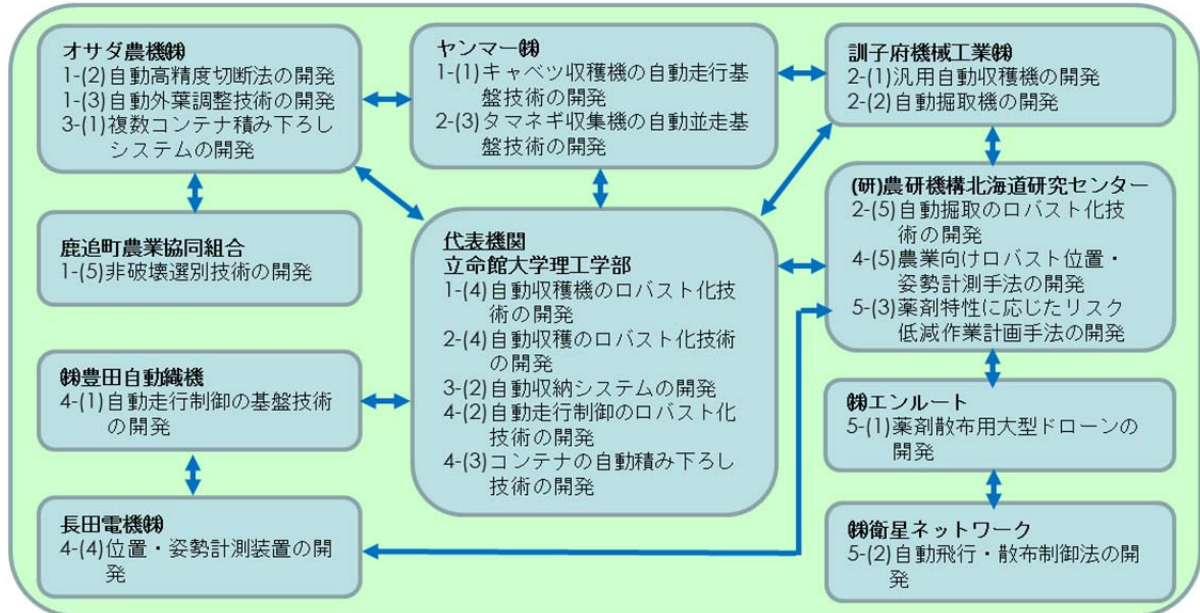 オサダ農機㈱
1-(2)自動高精度切断法の開発
1-(3)自動外葉調整技術の開発
3-(1)複数コンテナ積み下ろし
システムの開発
ヤンマー㈱
1-(1)キャベツ収穫機の自動走行基
盤技術の開発
2-(3)タマネギ収集機の自動並走基
盤技術の開発
訓子府機械工業㈱
2-(1)汎用自動収穫機の開発
2-(2)自動掘取機の開発
鹿追町農業協同組合
1-(5)非破壊選別技術の開発
代表機関
立命館大学理工学部
1-(4)自動収穫機のロバスト化技
術の開発
2-(4)自動収穫のロバスト化技術
の開発
3-(2)自動収納システムの開発
4-(2)自動走行制御のロバスト化
技術の開発
4-(3)コンテナの自動積み下ろし
技術の開発
(研)農研機構北海道研究センター
2-(5)自動掘取のロバスト化技
術の開発
4-(5)農業向けロバスト位置・
姿勢計測手法の開発
5-(3)薬剤特性に応じたリスク
低減作業計画手法の開発
㈱豊田自動織機
4-(1)自動走行制御の基盤技術
の開発
㈱エンルート
5-(1)薬剤散布用大型ドローンの
開発
長田電機㈱
4-(4)位置・姿勢計測装置の開
発
㈱衛星ネットワーク
5-(2)自動飛行・散布制御法の開
発